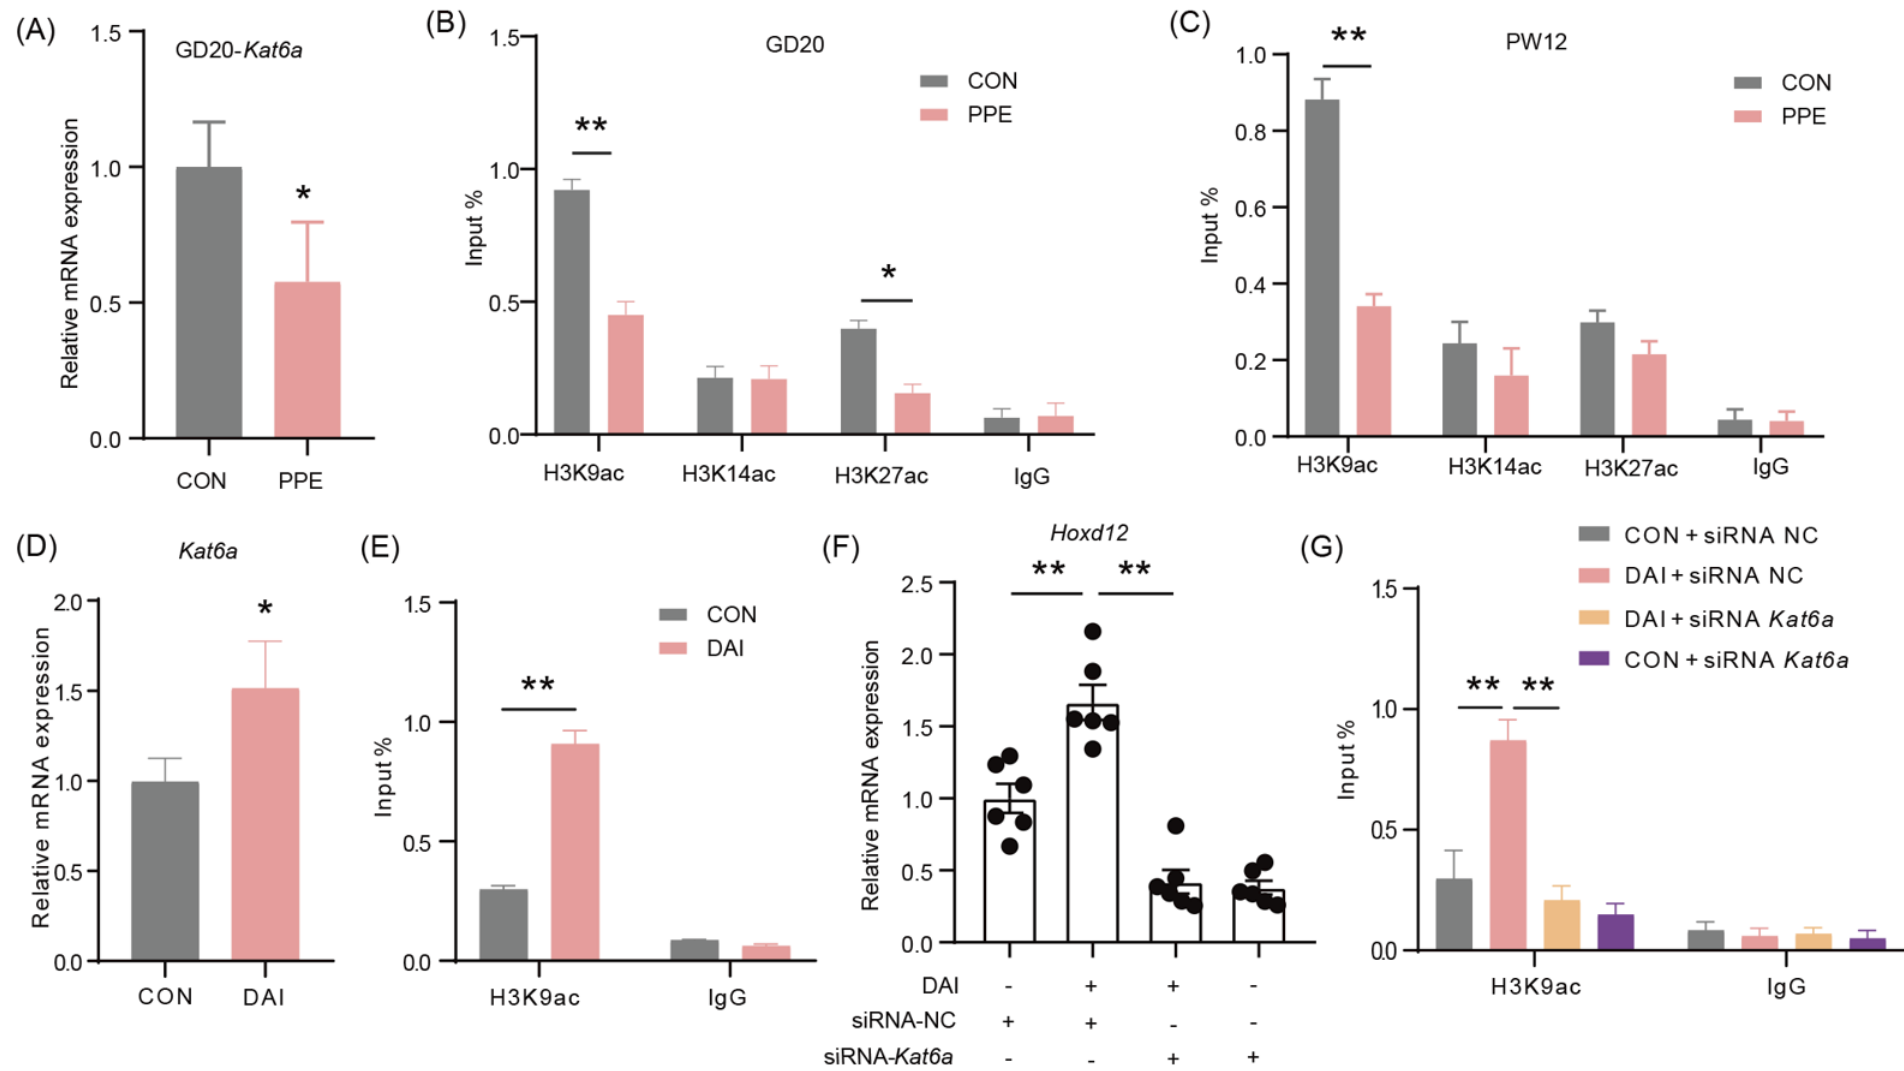 (A)
GD20-Kat6a
Relative mRNA expression
1.5
1.0
0.5
0.0
*
CON
PPE
(B)
GD20
Input %
1.5
1.0
0.5
0.0
CON
PPE
**
*
H3K9ac
H3K14ac
H3K27ac
IgG
(C)
PW12
Input %
1.0
0.8
0.6
0.4
0.2
0.0
**
CON
PPE
H3K9ac
H3K14ac
H3K27ac
IgG
(D)
Kat6a
Relative mRNA expression
2.0
1.5
1.0
0.5
0.0
*
CON
DAI
(E)
Input %
1.5
1.0
0.5
0.0
CON
DAI
**
H3K9ac
IgG
(F)
Hoxd12
Relative mRNA expression
2.5
2.0
1.5
1.0
0.5
0.0
**
**
DAI - + + -
siRNA-NC + + - -
siRNA-Kat6a - - + +
(G)
CON + siRNA NC
DAI + siRNA NC
DAI + siRNA Kat6a
CON + siRNA Kat6a
Input %
1.5
1.0
0.5
0.0
**
**
H3K9ac
IgG